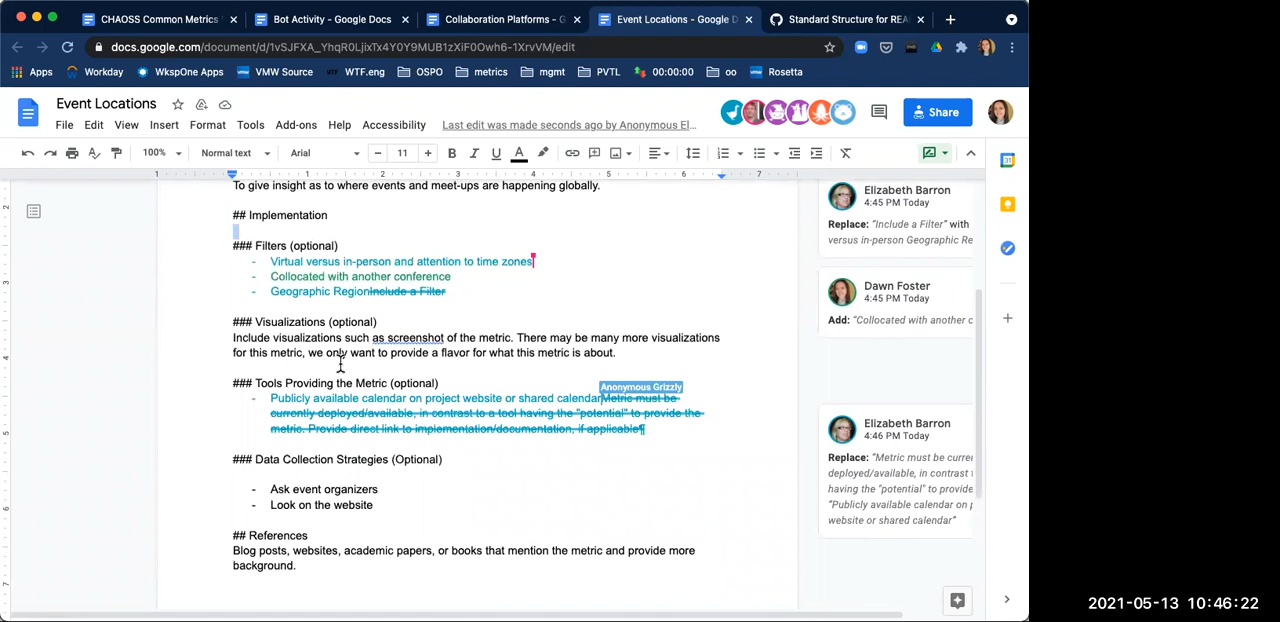 CHAOSS Common Metrics
Bot Activity - Google Docs
Collaboration Platforms - G
Event Locations - Google D
Standard Structure for REA
docs.google.com/document/d/1vSJFXA_YhqR0LjixTx4Y0Y9MUB1zXiF0Owh6-1XrvVM/edit
Apps Workday WkspOne Apps VMW Source WTF.eng OSPO metrics mgmt PVTL 00:00:00 oo Rosetta
Event Locations
Share
File Edit View Insert Format Tools Add-ons Help Accessibility Last edit was made seconds ago by Anonymous El...
100% Normal text Arial 11
1 1 2 3 4 5 6 7
To give insight as to where events and meet-ups are happening globally.
## Implementation
### Filters (optional)
- Virtual versus in-person and attention to time zones
- Collocated with another conference
- Geographic RegionInclude a Filter
### Visualizations (optional)
Include visualizations such as screenshot of the metric. There may be many more visualizations
for this metric, we only want to provide a flavor for what this metric is about.
### Tools Providing the Metric (optional)
Anonymous Grizzly
- Publicly available calendar on project website or shared calendarMetric must be
currently deployed/available, in contrast to a tool having the "potential" to provide the
metric. Provide direct link to implementation/documentation, if applicable¶
### Data Collection Strategies (Optional)
- Ask event organizers
- Look on the website
## References
Blog posts, websites, academic papers, or books that mention the metric and provide more
background.
Elizabeth Barron
4:45 PM Today
Replace: “Include a Filter” with
versus in-person Geographic Re
Dawn Foster
4:45 PM Today
Add: “Collocated with another c
Elizabeth Barron
4:46 PM Today
Replace: “Metric must be curre
deployed/available, in contrast t
having the "potential" to provide
“Publicly available calendar on p
website or shared calendar”
2021-05-13 10:46:22